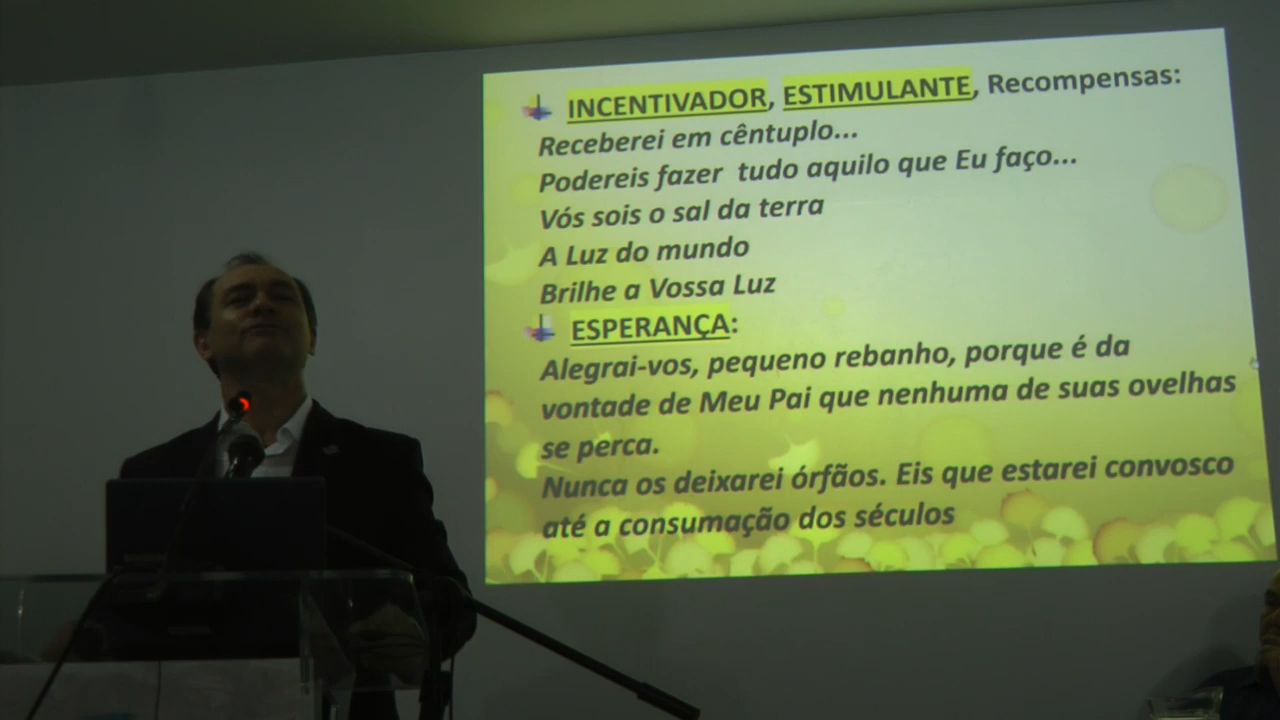 INCENTIVADOR, ESTIMULANTE, Recompensas:
Receberei em cêntuplo...
Podereis fazer tudo aquilo que Eu faço...
Vós sois o sal da terra
A Luz do mundo
Brilhe a Vossa Luz
ESPERANÇA:
Alegrai-vos, pequeno rebanho, porque é da
vontade de Meu Pai que nenhuma de suas ovelhas
se perca.
Nunca os deixarei órfãos. Eis que estarei convosco
até a consumação dos séculos